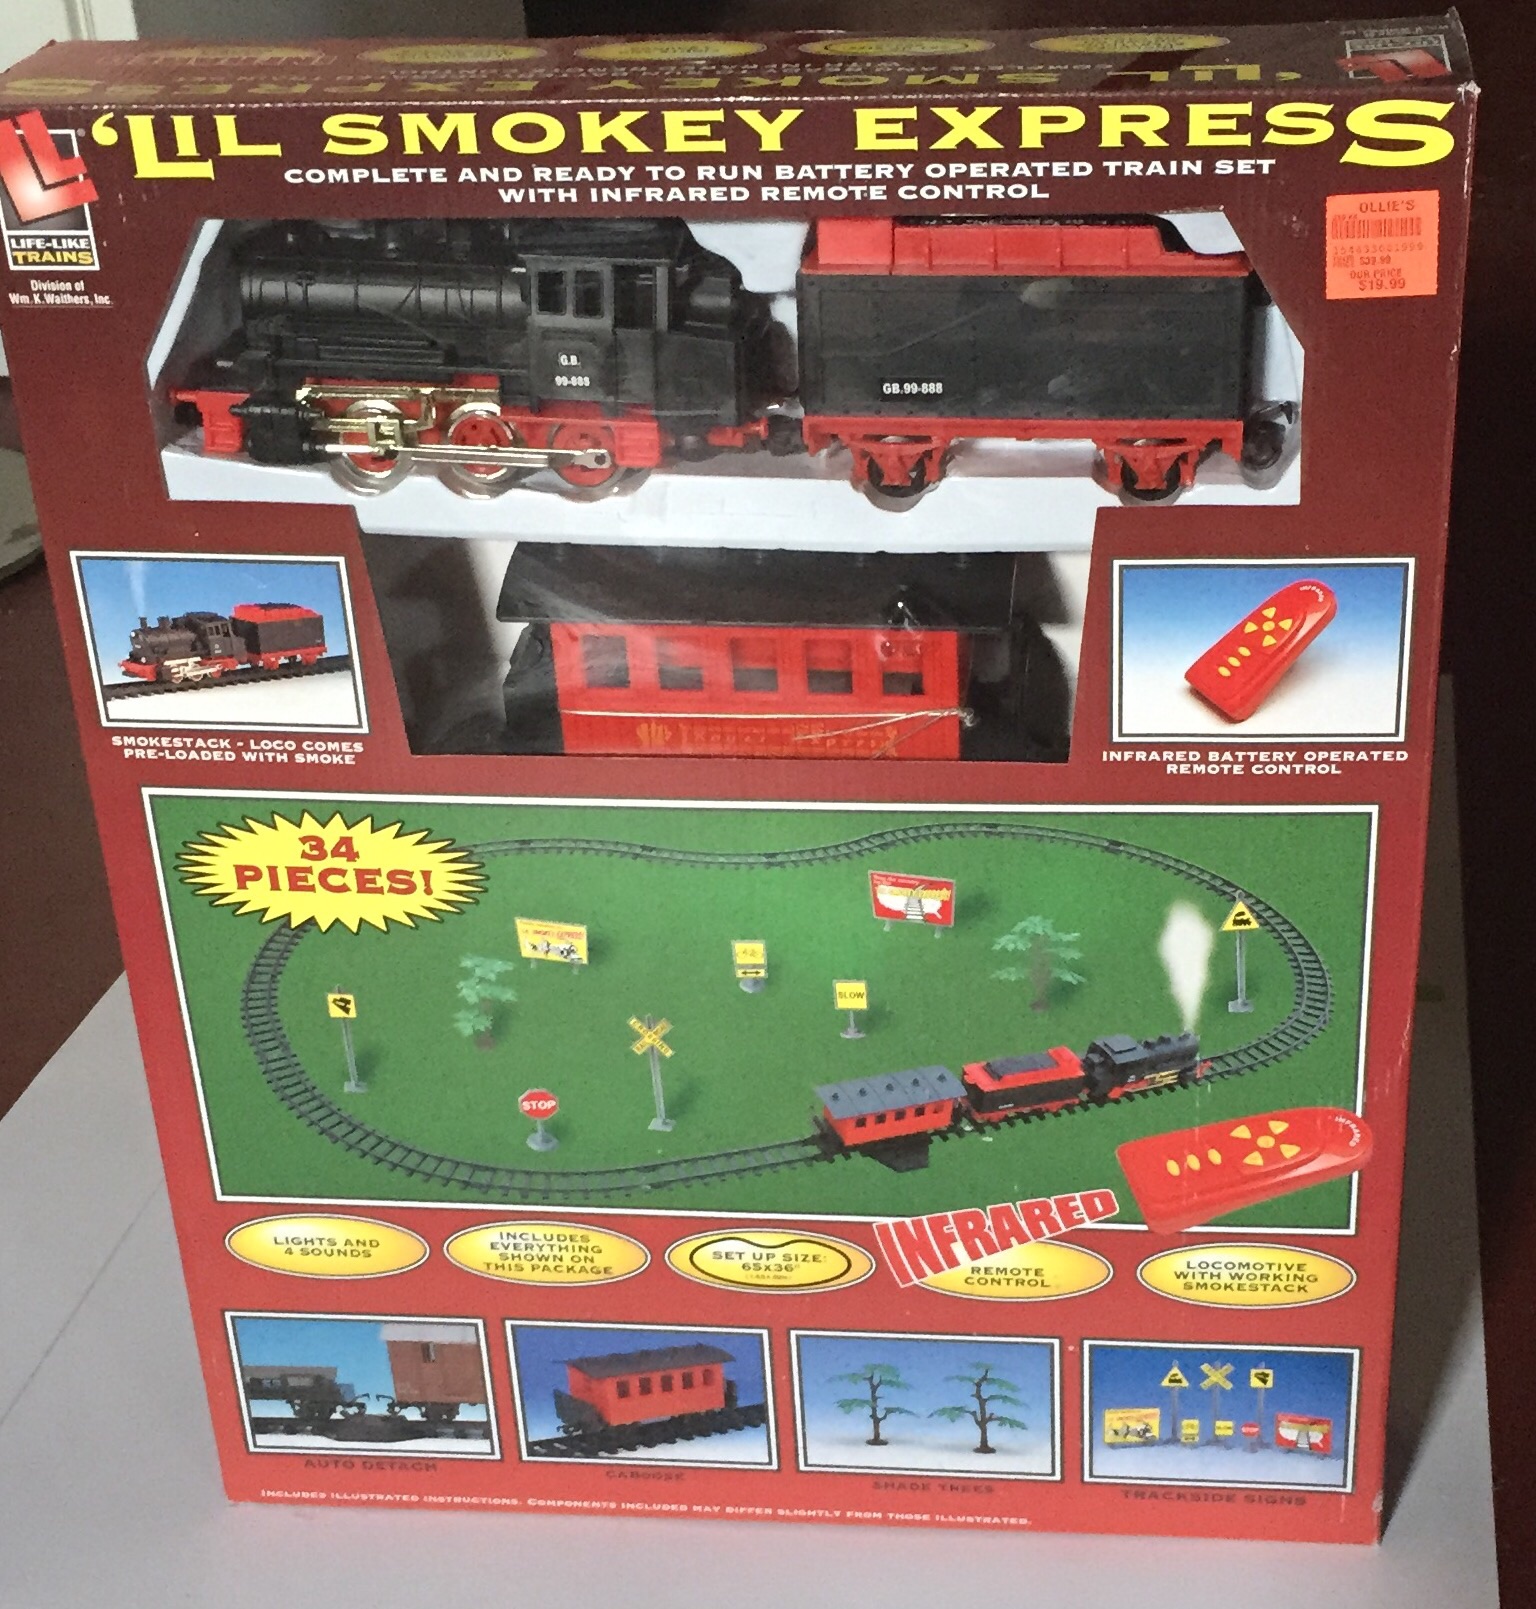 'LIL SMOKEY EXPRESS
COMPLETE AND READY TO RUN BATTERY OPERATED TRAIN SET
WITH INFRARED REMOTE CONTROL
LIFE-LIKE
TRAINS
Division of
Wm. K. Walthers, Inc.
OLLIE'S
$39.99
OUR PRICE
$19.99
G.B.
99-888
GB.99-888
SMOKESTACK - LOCO COMES
PRE-LOADED WITH SMOKE
INFRARED BATTERY OPERATED
REMOTE CONTROL
34
PIECES!
SLOW
STOP
INFRARED
INFRARED
LIGHTS AND
4 SOUNDS
INCLUDES
EVERYTHING
SHOWN ON
THIS PACKAGE
SET UP SIZE:
65x36"
REMOTE
CONTROL
LOCOMOTIVE
WITH WORKING
SMOKESTACK
AUTO DETACH
CABOOSE
SHADE TREES
TRACKSIDE SIGNS
INCLUDED ILLUSTRATED INSTRUCTIONS. COMPONENTS INCLUDED MAY DIFFER SLIGHTLY FROM THOSE ILLUSTRATED.